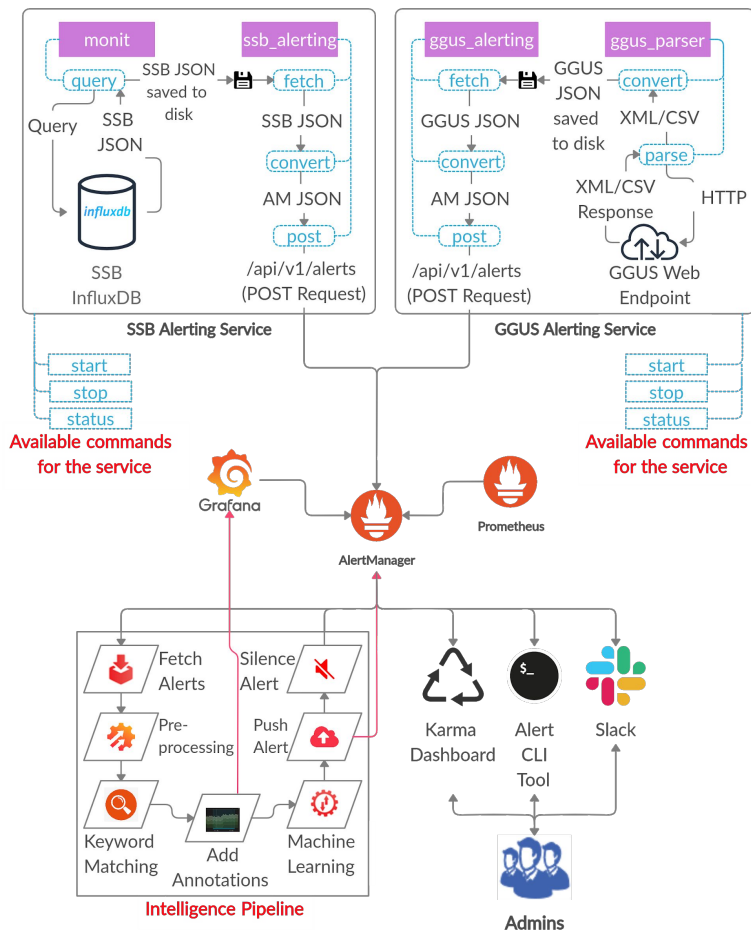 monit
ssb_alerting
query
SSB JSON
saved to
disk
fetch
Query
SSB
JSON
SSB JSON
convert
influxdb
AM JSON
post
SSB
InfluxDB
/api/v1/alerts
(POST Request)
SSB Alerting Service
ggus_alerting
ggus_parser
fetch
GGUS
JSON
saved
to disk
convert
GGUS JSON
XML/CSV
convert
parse
AM JSON
XML/CSV
Response
HTTP
post
/api/v1/alerts
(POST Request)
GGUS Web
Endpoint
GGUS Alerting Service
start
stop
status
Available commands
for the service
start
stop
status
Available commands
for the service
Grafana
AlertManager
Prometheus
Fetch
Alerts
Silence
Alert
Pre-
processing
Push
Alert
Keyword
Matching
Add
Annotations
Machine
Learning
Intelligence Pipeline
$_
Karma
Dashboard
Alert
CLI
Tool
Slack
Admins